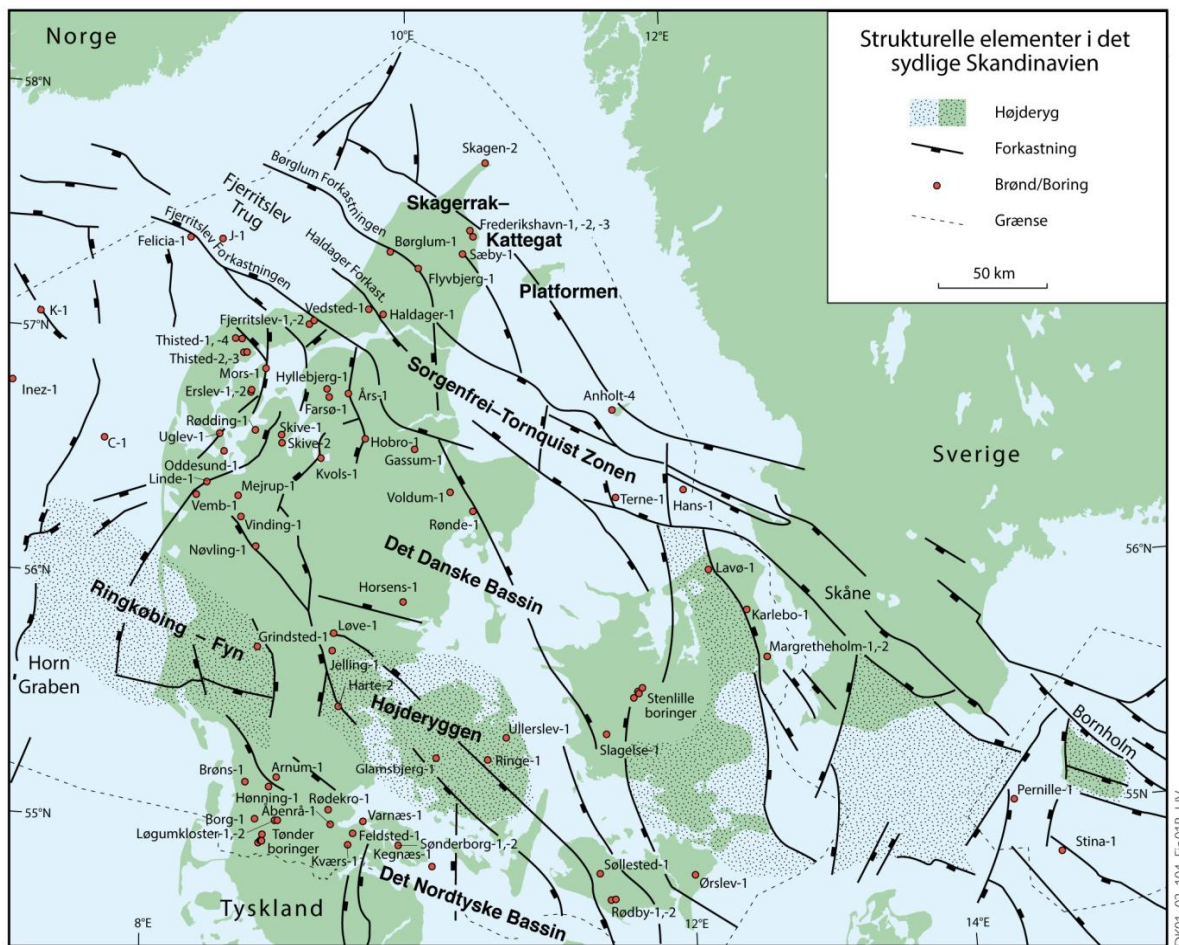 Norge
10°E
12°E
58°N
Strukturelle elementer i det
sydlige Skandinavien
Højderyg
Forkastning
Brønd/Boring
Grænse
50 km
Skagen-2
Børglum Forkastningen
Fjerritslev
Trug
Skagerrak–
Kattegat
Platformen
Frederikshavn-1, -2, -3
Fjerritslev Forkastningen
Felicia-1
J-1
Børglum-1
Sæby-1
Flyvbjerg-1
Haldager Forkast.
K-1
57°N
Vedsted-1
Haldager-1
Fjerritslev-1,-2
Thisted-1, -4
Thisted-2,-3
Mors-1
Inez-1
Erslev-1,-2
Hyllebjerg-1
Farsø-1
Års-1
Sorgenfrei–Tornquist Zonen
Anholt-4
Rødding-1
Uglev-1
Skive-1
Skive-2
Hobro-1
C-1
Gassum-1
Sverige
Oddesund-1
Kvols-1
Linde-1
Mejrup-1
Vemb-1
Voldum-1
Terne-1
Hans-1
Vinding-1
Rønde-1
Nøvling-1
Det Danske Bassin
56°N
56°N
Lavø-1
Ringkøbing – Fyn
Horsens-1
Skåne
Karlebo-1
Grindsted-1
Løve-1
Margretheholm-1,-2
Jelling-1
Horn
Graben
Harte-2
Højderyggen
Stenlille
boringer
Ullerslev-1
Slagelse-1
Bornholm
Glamsbjerg-1
Ringe-1
Brøns-1
Arnum-1
Hønning-1
Rødekro-1
Pernille-1
55°N
55°N
Åbenrå-1
Borg-1
Varnæs-1
Løgumkloster-1,-2
Tønder
boringer
Feldsted-1
Sønderborg-1,-2
Stina-1
Kværs-1
Kegnæs-1
Søllested-1
Ørslev-1
Det Nordtyske Bassin
Rødby-1,-2
Tyskland
8°E
12°E
14°E